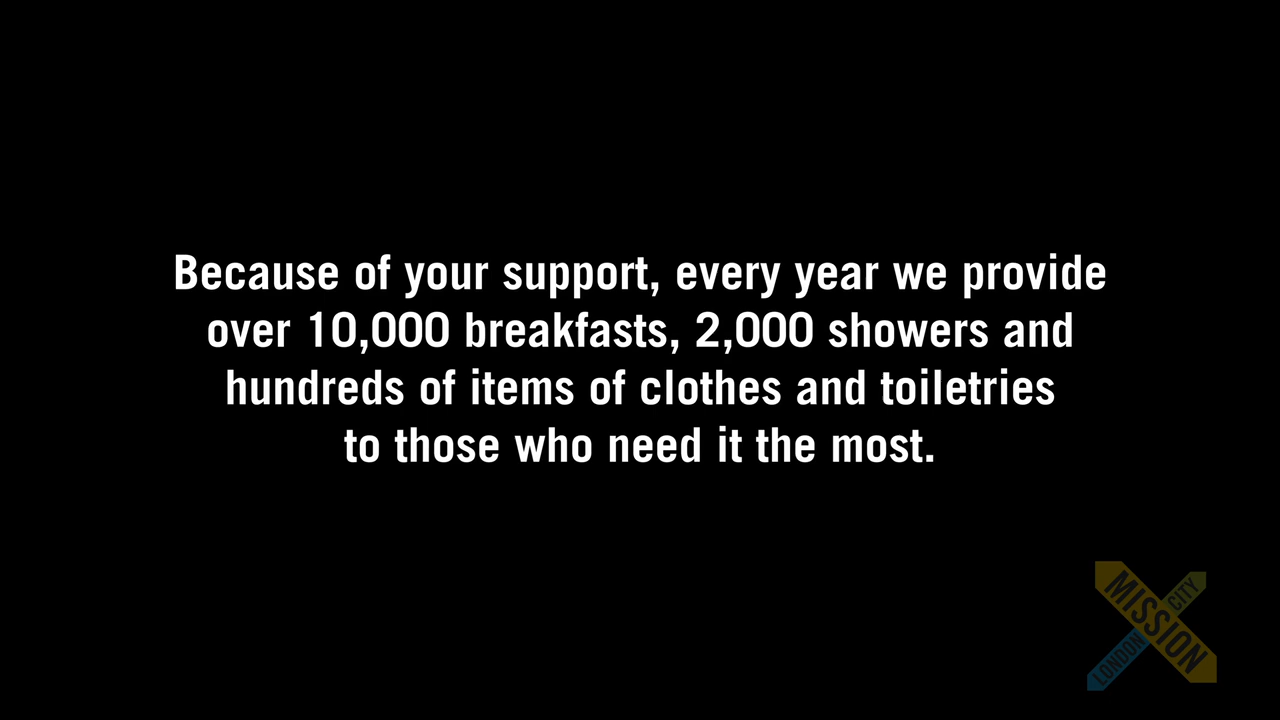 Because of your support, every year we provide
over 10,000 breakfasts, 2,000 showers and
hundreds of items of clothes and toiletries
to those who need it the most.
LONDON
CITY
MISSION